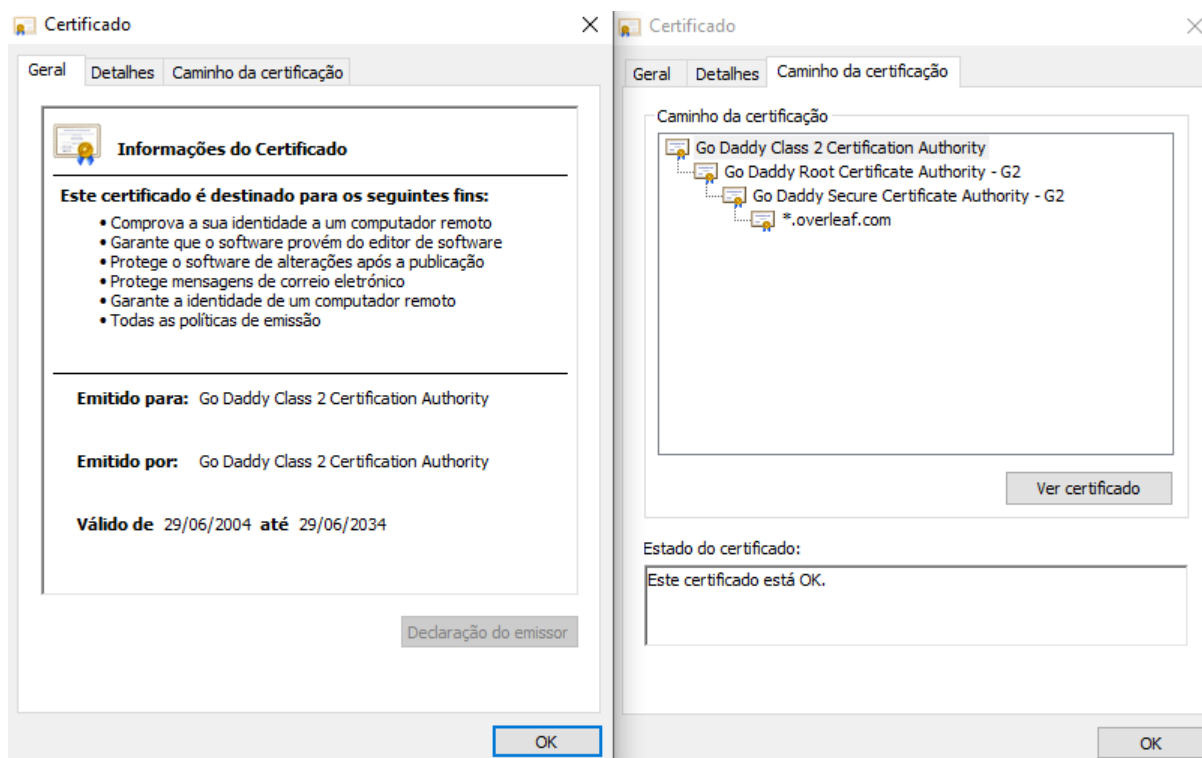 Certificado
Geral Detalhes Caminho da certificação
Informações do Certificado
Este certificado é destinado para os seguintes fins:
• Comprova a sua identidade a um computador remoto
• Garante que o software provém do editor de software
• Protege o software de alterações após a publicação
• Protege mensagens de correio eletrónico
• Garante a identidade de um computador remoto
• Todas as políticas de emissão
Emitido para: Go Daddy Class 2 Certification Authority
Emitido por: Go Daddy Class 2 Certification Authority
Válido de 29/06/2004 até 29/06/2034
Declaração do emissor
OK
Certificado
Geral Detalhes Caminho da certificação
Caminho da certificação
Go Daddy Class 2 Certification Authority
Go Daddy Root Certificate Authority - G2
Go Daddy Secure Certificate Authority - G2
*.overleaf.com
Ver certificado
Estado do certificado:
Este certificado está OK.
OK